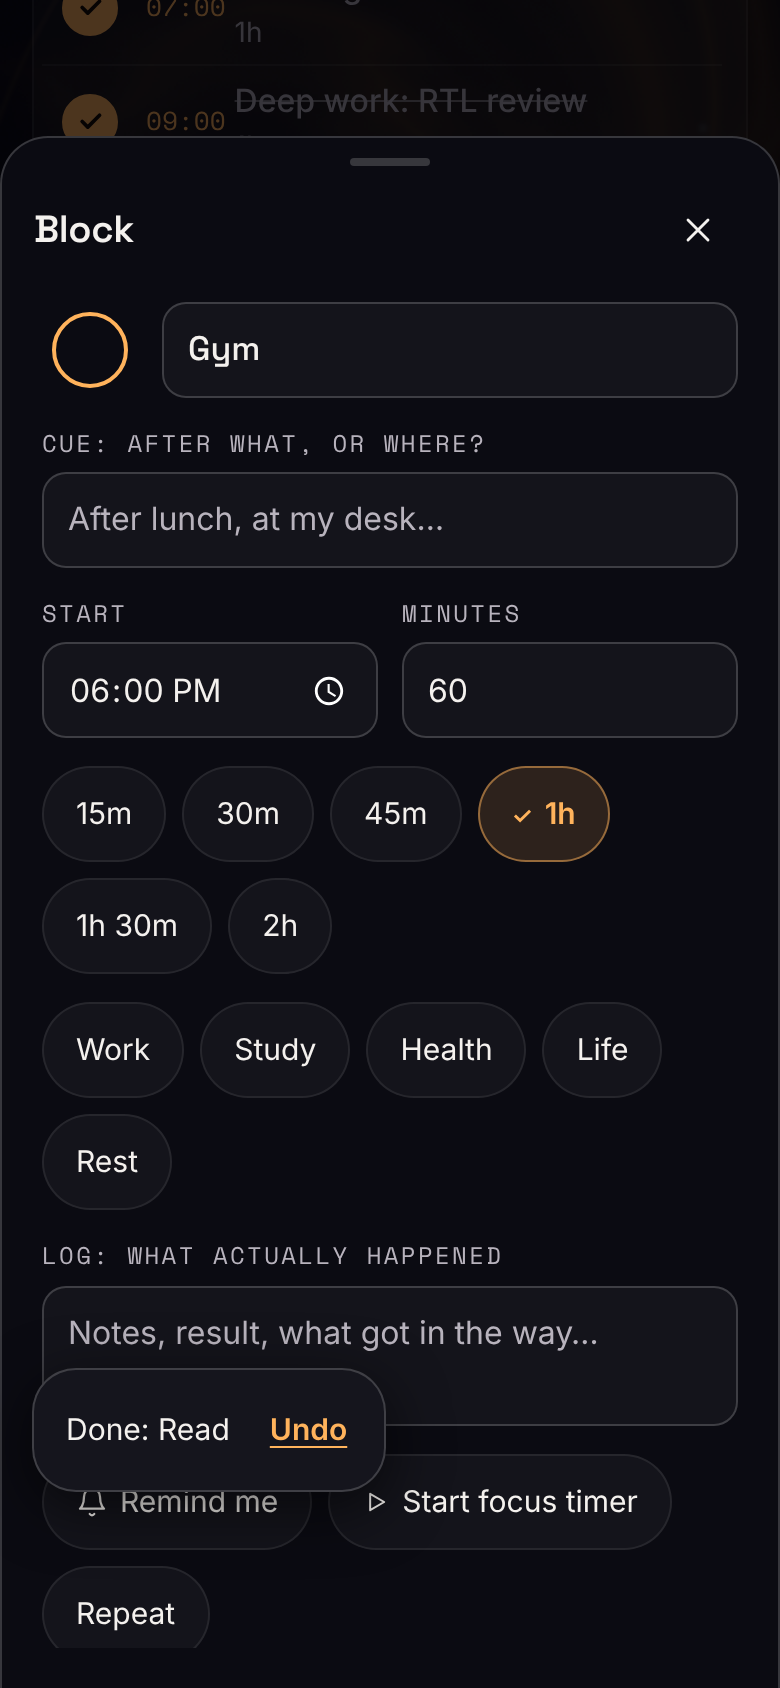 07:00
1h
09:00 Deep work: RTL review
Block
Gym
CUE: AFTER WHAT, OR WHERE?
After lunch, at my desk...
START MINUTES
06:00 PM 60
15m 30m 45m 1h
1h 30m 2h
Work Study Health Life
Rest
LOG: WHAT ACTUALLY HAPPENED
Notes, result, what got in the way...
Done: Read Undo
Remind me Start focus timer
Repeat